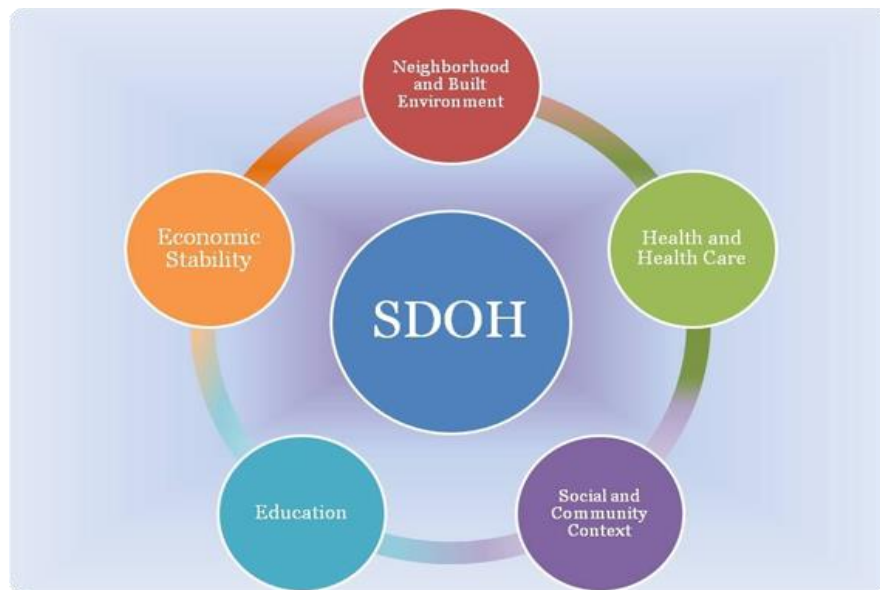 Neighborhood
and Built
Environment
Economic
Stability
Health and
Health Care
SDOH
Education
Social and
Community
Context